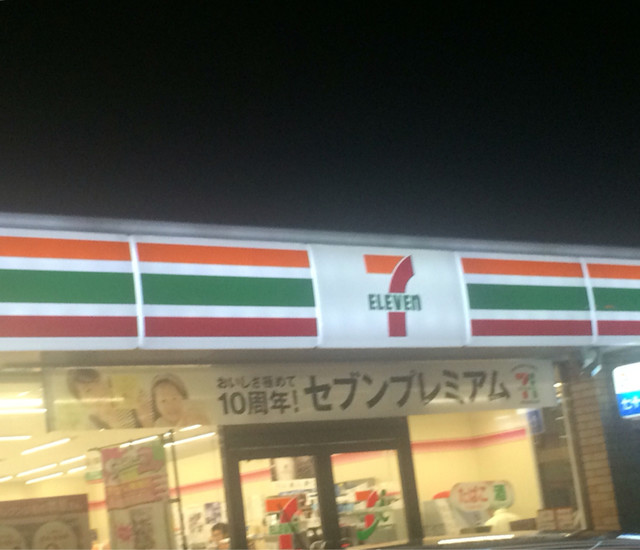 7
ELEVEn
おいしさ極めて
10周年!
セブンプレミアム
たばこ 酒